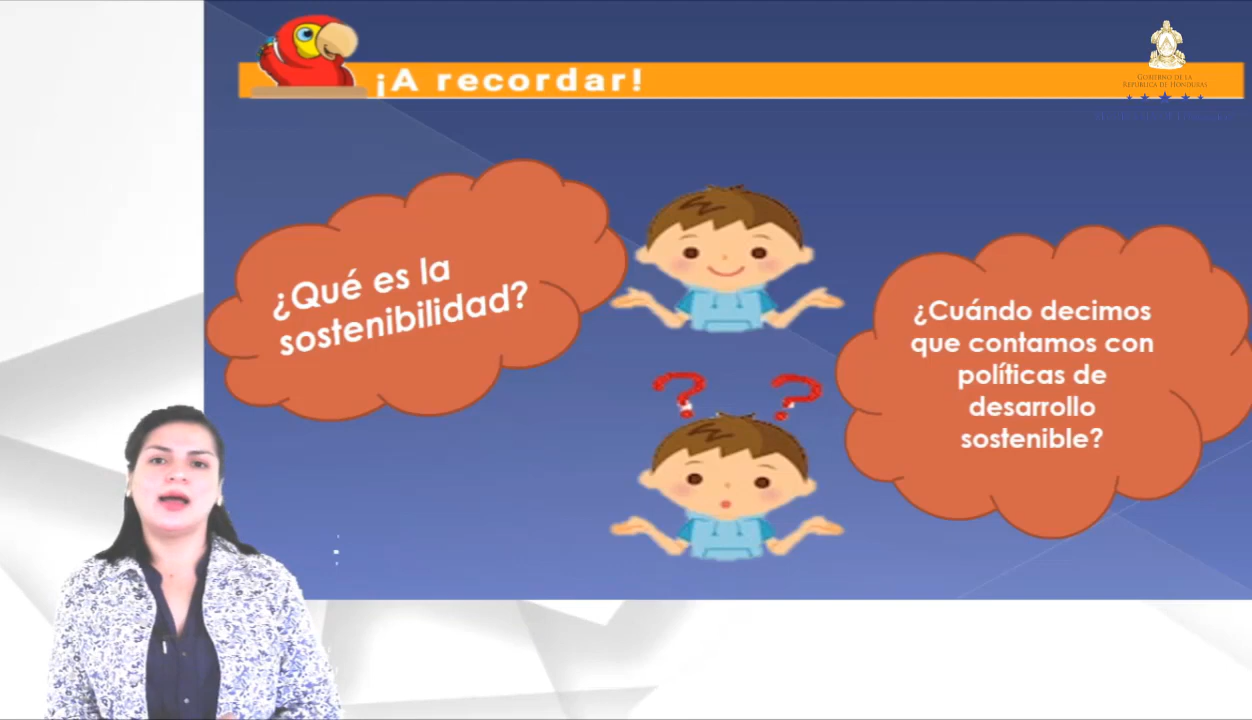 ¡A recordar!
GOBIERNO DE LA
REPÚBLICA DE HONDURAS
¿Qué es la
sostenibilidad?
¿Cuándo decimos
que contamos con
políticas de
desarrollo
sostenible?